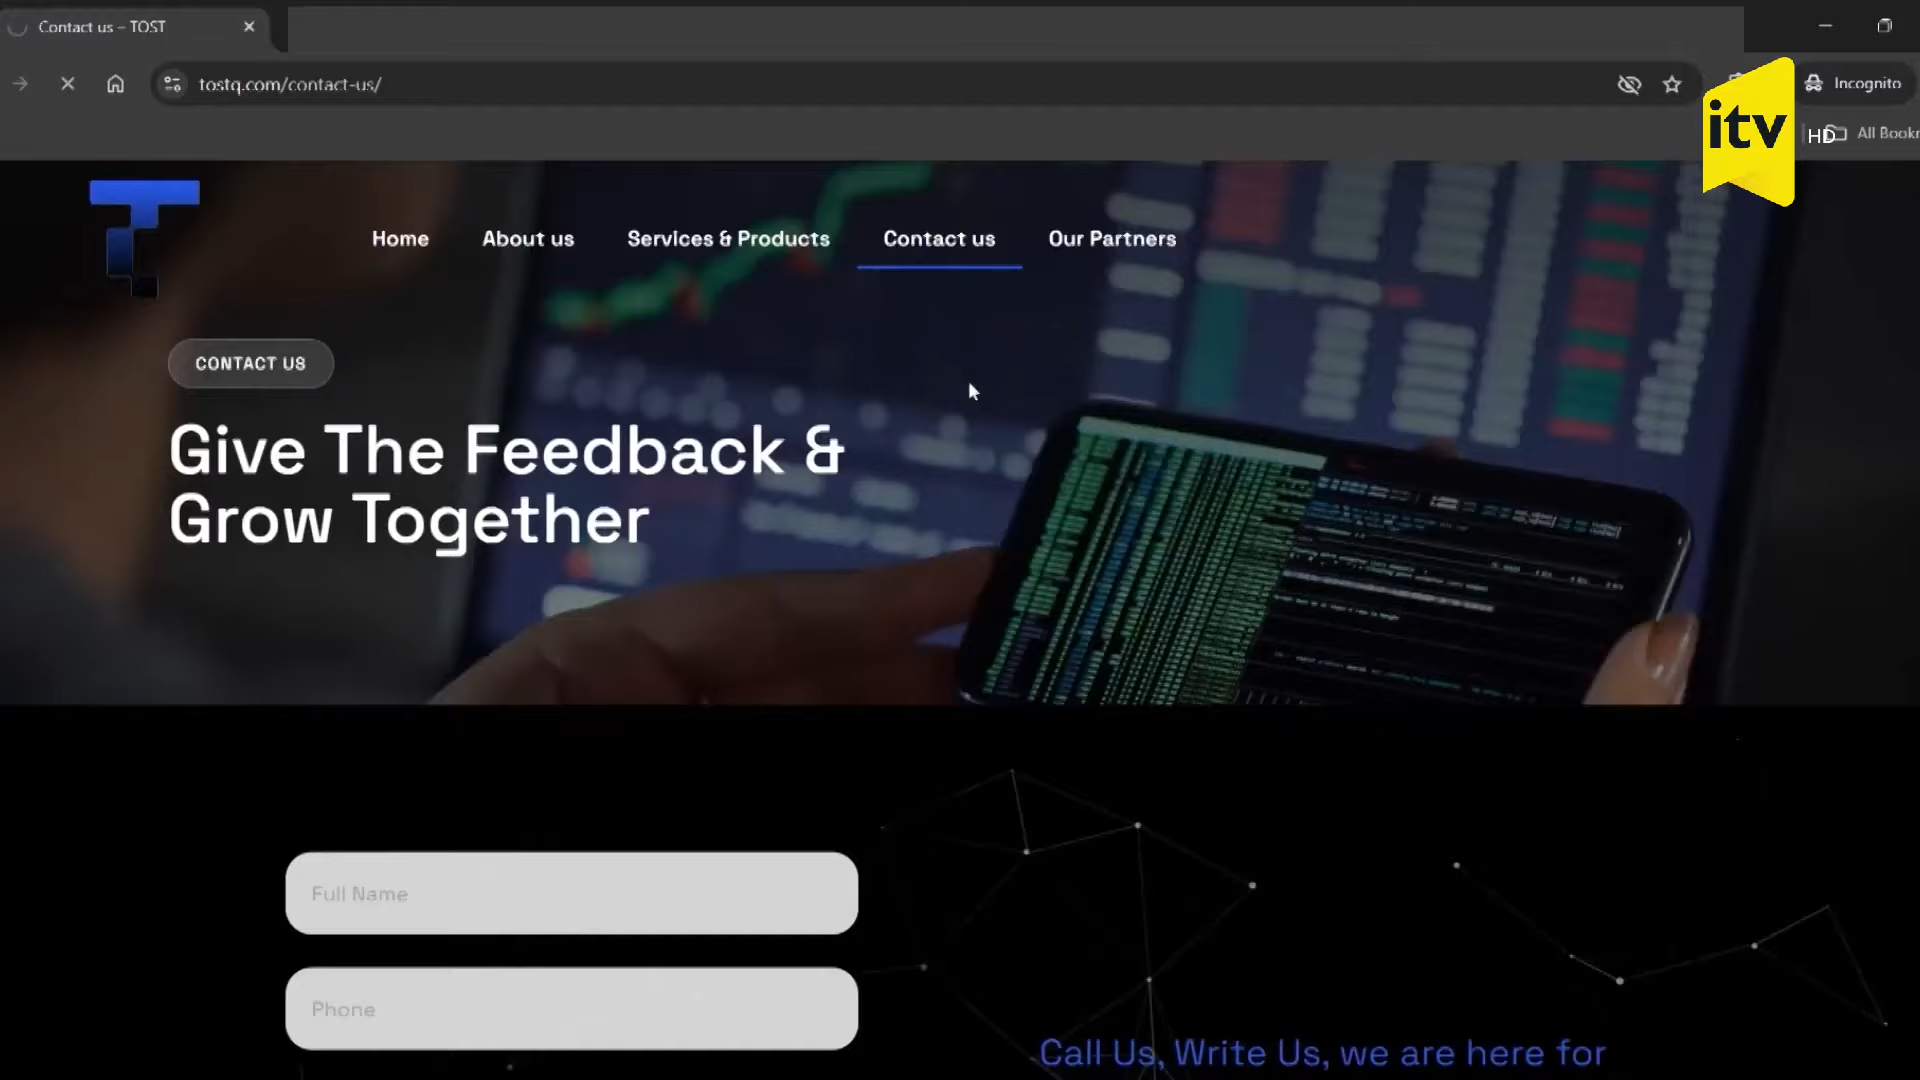 Contact us – TOST
tostq.com/contact-us/
Incognito
itv
HD
All Bookr
Home
About us
Services & Products
Contact us
Our Partners
CONTACT US
Give The Feedback &
Grow Together
Full Name
Phone
Call Us, Write Us, we are here for